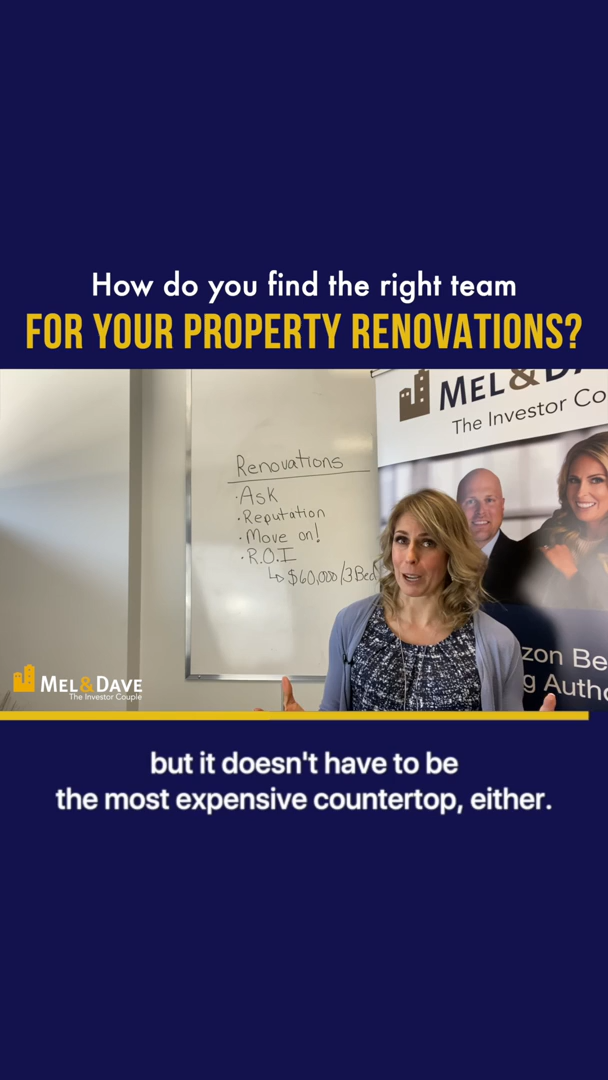 How do you find the right team
FOR YOUR PROPERTY RENOVATIONS?
MEL&DA
The Investor Co
Renovations
· Ask
· Reputation
· Move on!
· R.O.I
↳ $60,000/3Bed
zon Be
g Autho
MEL&DAVE
The Investor Couple
but it doesn't have to be
the most expensive countertop, either.